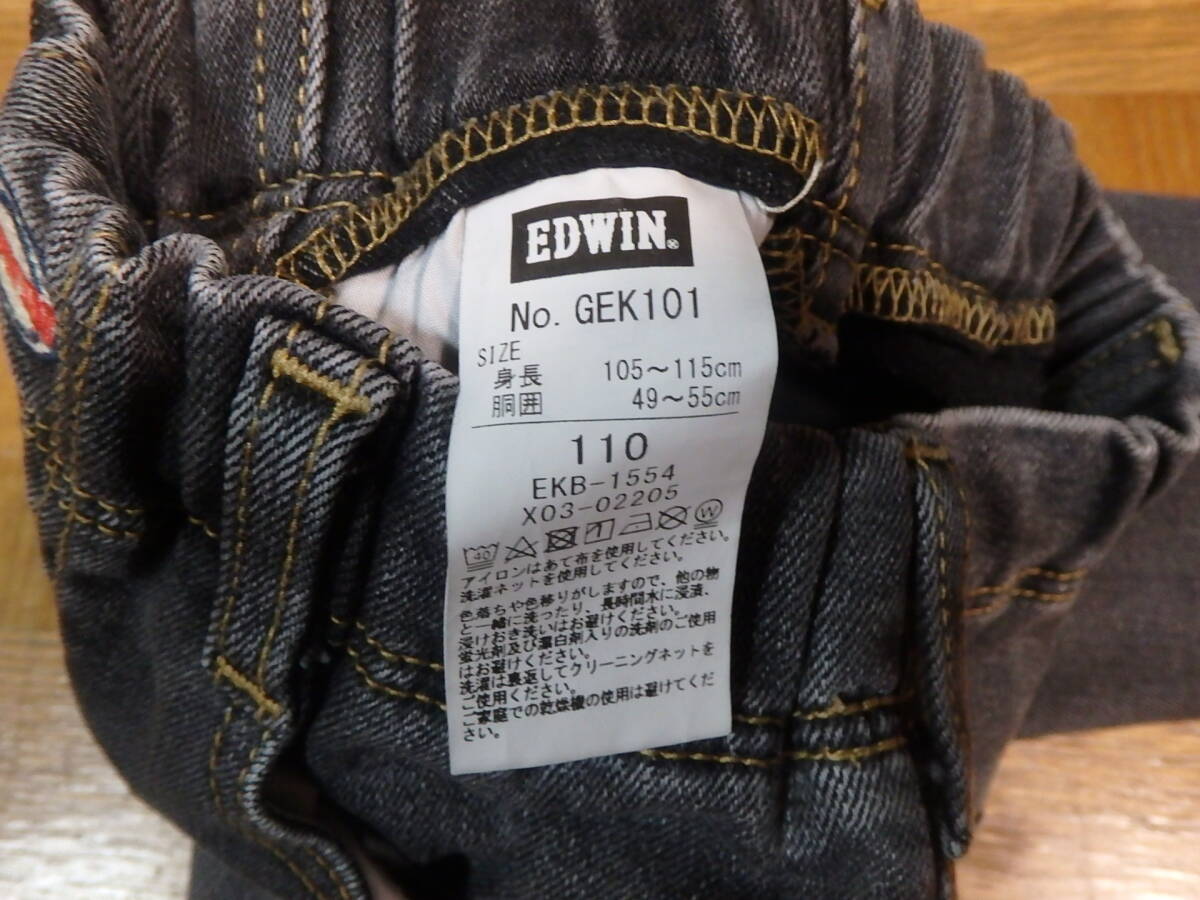 EDWIN®
No. GEK101
SIZE
身長 105～115cm
胴囲 49～55cm
110
EKB-1554
X03-02205
40 W
アイロンはあて布を使用してください。
洗濯ネットを使用してください。
色落ちや色移りがしますので、他の物
と一緒に洗ったり、長時間水に浸漬、
浸けおき洗いはお避けください。
蛍光剤及び漂白剤入りの洗剤のご使用
はお避けください。
洗濯は裏返してクリーニングネットを
ご使用ください。
ご家庭での乾燥機の使用は避けてくだ
さい。